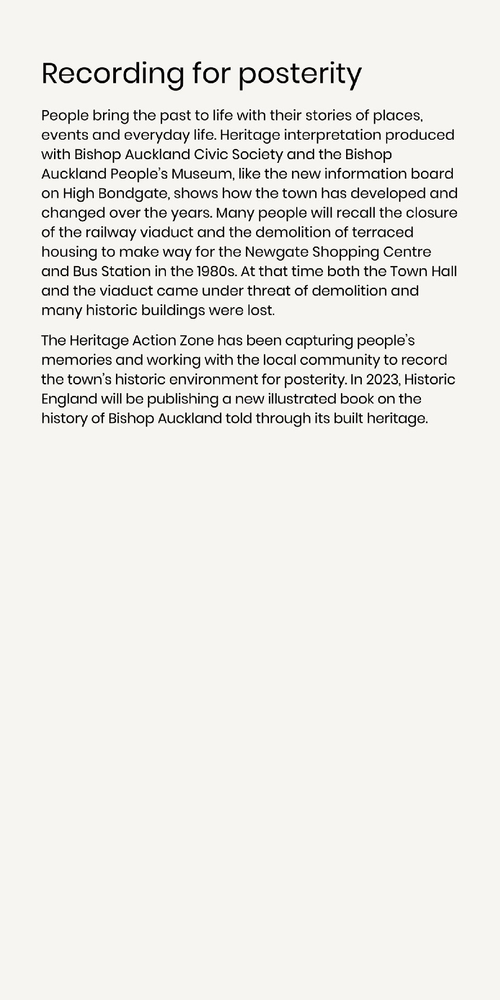 Recording for posterity
People bring the past to life with their stories of places,
events and everyday life. Heritage interpretation produced
with Bishop Auckland Civic Society and the Bishop
Auckland People’s Museum, like the new information board
on High Bondgate, shows how the town has developed and
changed over the years. Many people will recall the closure
of the railway viaduct and the demolition of terraced
housing to make way for the Newgate Shopping Centre
and Bus Station in the 1980s. At that time both the Town Hall
and the viaduct came under threat of demolition and
many historic buildings were lost.
The Heritage Action Zone has been capturing people’s
memories and working with the local community to record
the town’s historic environment for posterity. In 2023, Historic
England will be publishing a new illustrated book on the
history of Bishop Auckland told through its built heritage.